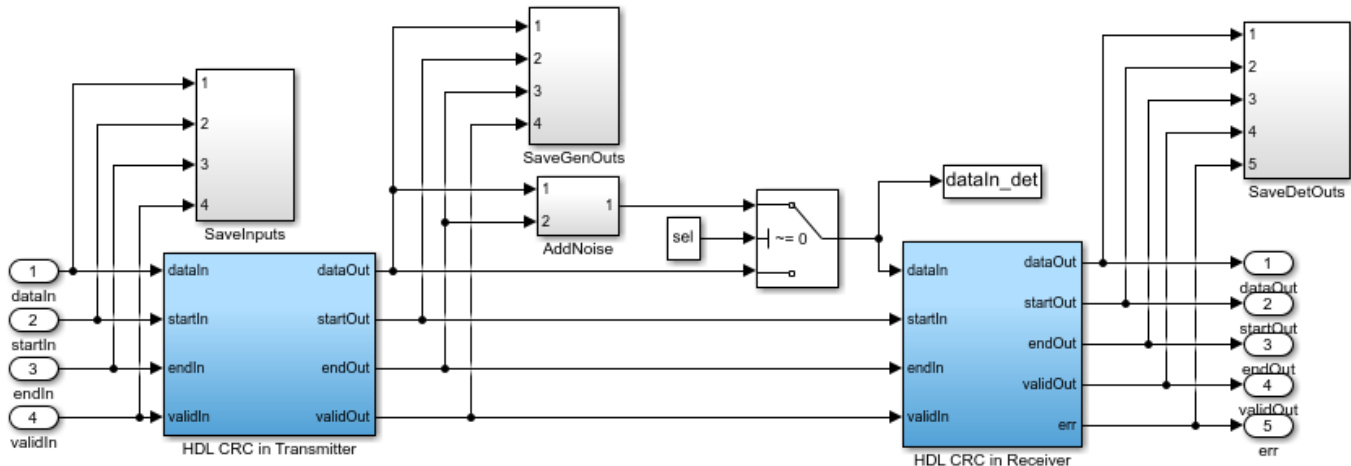 1
2
3
4
SaveInputs
1
2
3
4
SaveGenOuts
1
2
1
AddNoise
sel
~= 0
dataIn_det
1
2
3
4
5
SaveDetOuts
1
dataIn
2
startIn
3
endIn
4
validIn
dataIn
startIn
endIn
validIn
dataOut
startOut
endOut
validOut
HDL CRC in Transmitter
dataIn
startIn
endIn
validIn
dataOut
startOut
endOut
validOut
err
HDL CRC in Receiver
1
dataOut
2
startOut
3
endOut
4
validOut
5
err